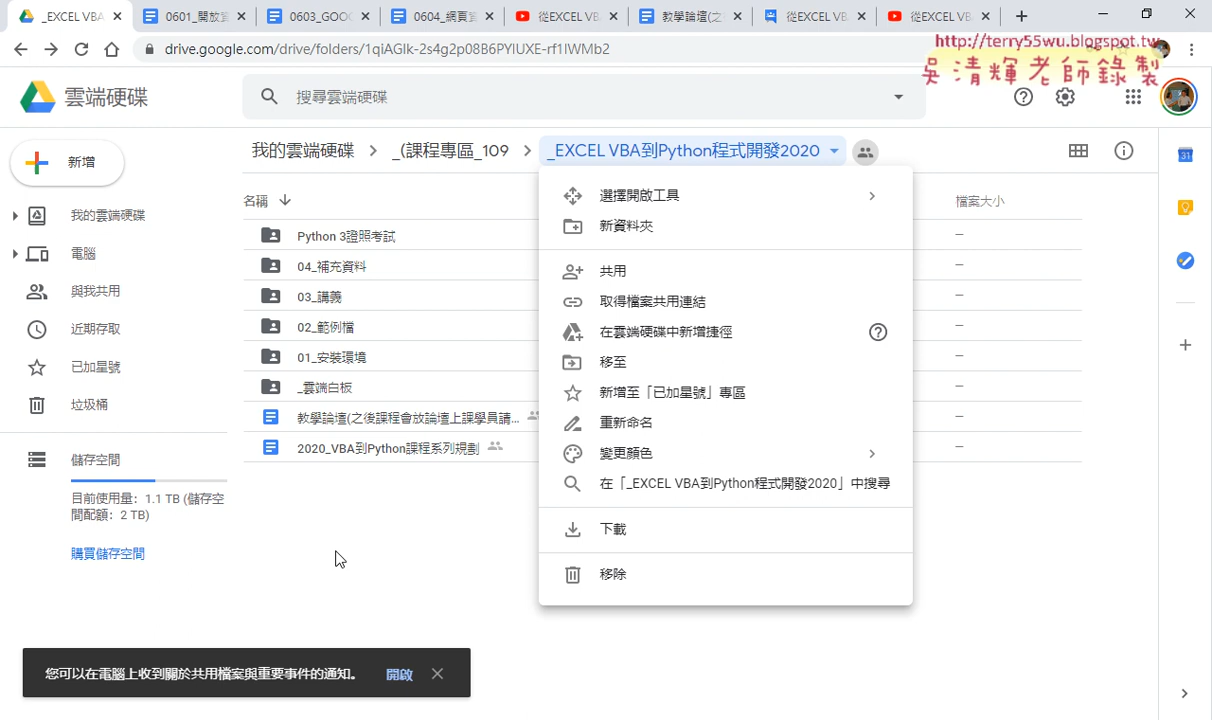 _EXCEL VBA
0601_開放
0603_GOO
0604_網頁
從EXCEL VB
教學論壇(之
從EXCEL VB
從EXCEL VB
drive.google.com/drive/folders/1qiAGlk-2s4g2p08B6PYlUXE-rf1IWMb2
http://terry55wu.blogspot.tw
吳清輝老師錄製
雲端硬碟
搜尋雲端硬碟
新增
我的雲端硬碟
電腦
與我共用
近期存取
已加星號
垃圾桶
儲存空間
目前使用量：1.1 TB (儲存空
間配額：2 TB)
購買儲存空間
我的雲端硬碟 > _(課程專區_109 > _EXCEL VBA到Python程式開發2020
名稱
檔案大小
Python 3證照考試 –
04_補充資料 –
03_講義 –
02_範例檔 –
01_安裝環境 –
_雲端白板 –
教學論壇(之後課程會放論壇上課學員請... –
2020_VBA到Python課程系列規劃 –
選擇開啟工具
新資料夾
共用
取得檔案共用連結
在雲端硬碟中新增捷徑
移至
新增至「已加星號」專區
重新命名
變更顏色
在「_EXCEL VBA到Python程式開發2020」中搜尋
下載
移除
31
您可以在電腦上收到關於共用檔案與重要事件的通知。 開啟